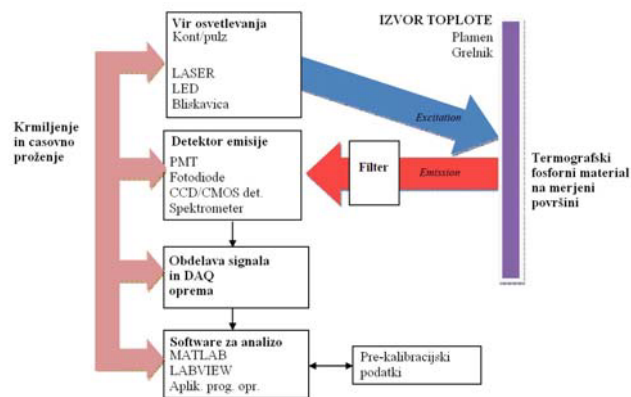 Vir osvetlevanja
Kont/pulz
LASER
LED
Bliskavica
IZVOR TOPLOTE
Plamen
Grelnik
Excitation
Krmiljenje
in casovno
proženje
Detektor emisije
PMT
Fotodiode
CCD/CMOS det.
Spektrometer
Filter
Emission
Termografski
fosforni material
na merjeni
površini
Obdelava signala
in DAQ
oprema
Software za analizo
MATLAB
LABVIEW
Aplik. prog. opr.
Pre-kalibracijski
podatki